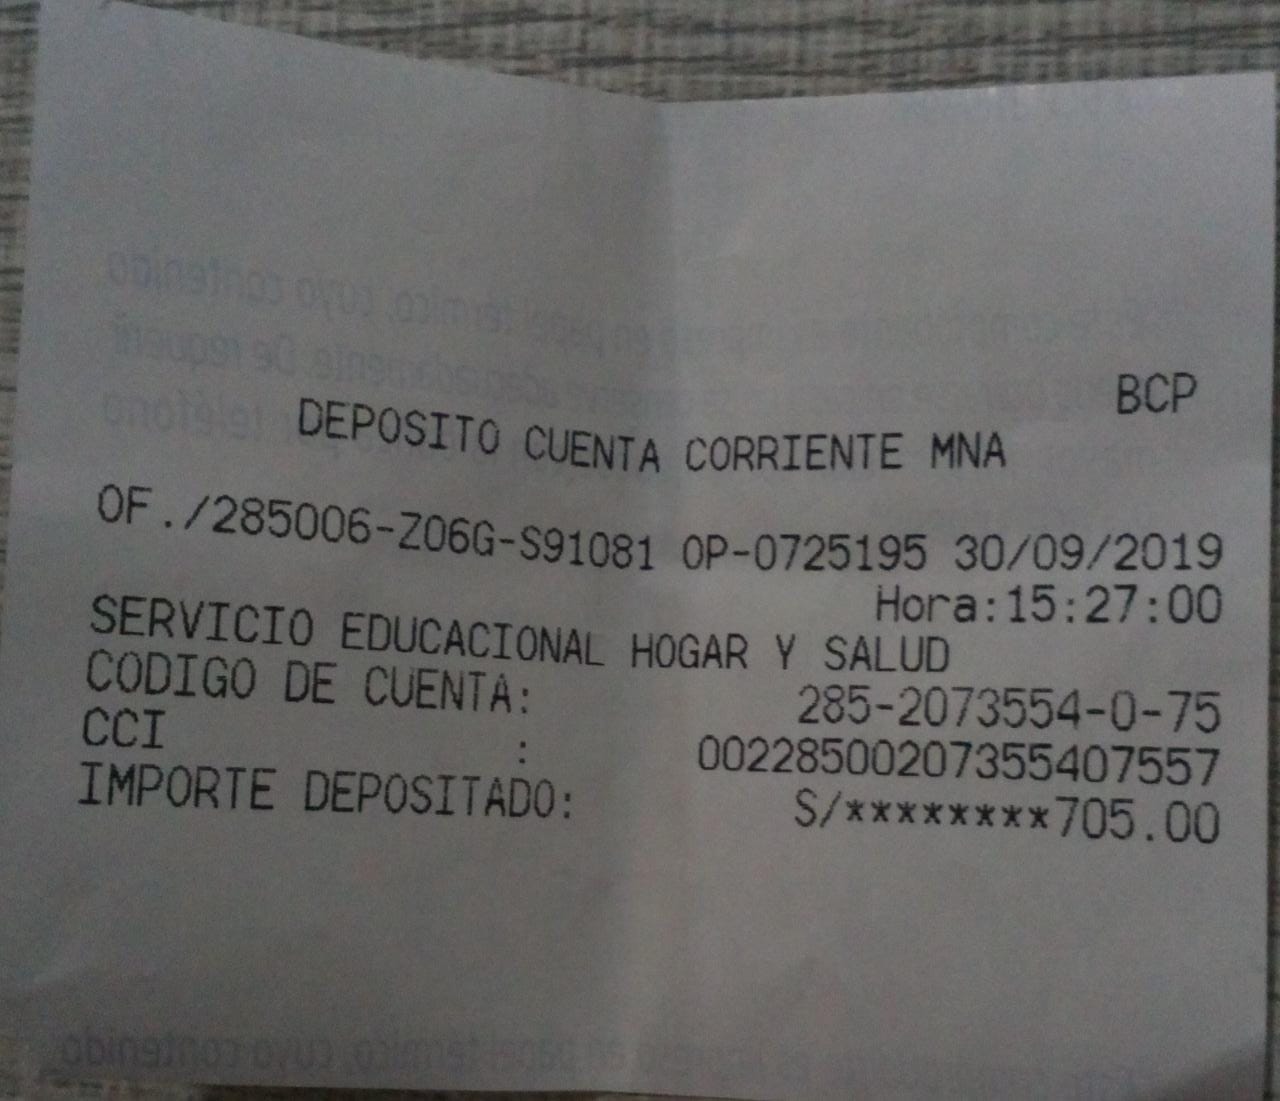 BCP
DEPOSITO CUENTA CORRIENTE MNA
OF./285006-Z06G-S91081 OP-0725195 30/09/2019
Hora:15:27:00
SERVICIO EDUCACIONAL HOGAR Y SALUD
CODIGO DE CUENTA: 285-2073554-0-75
CCI : 00228500207355407557
IMPORTE DEPOSITADO: S/********705.00